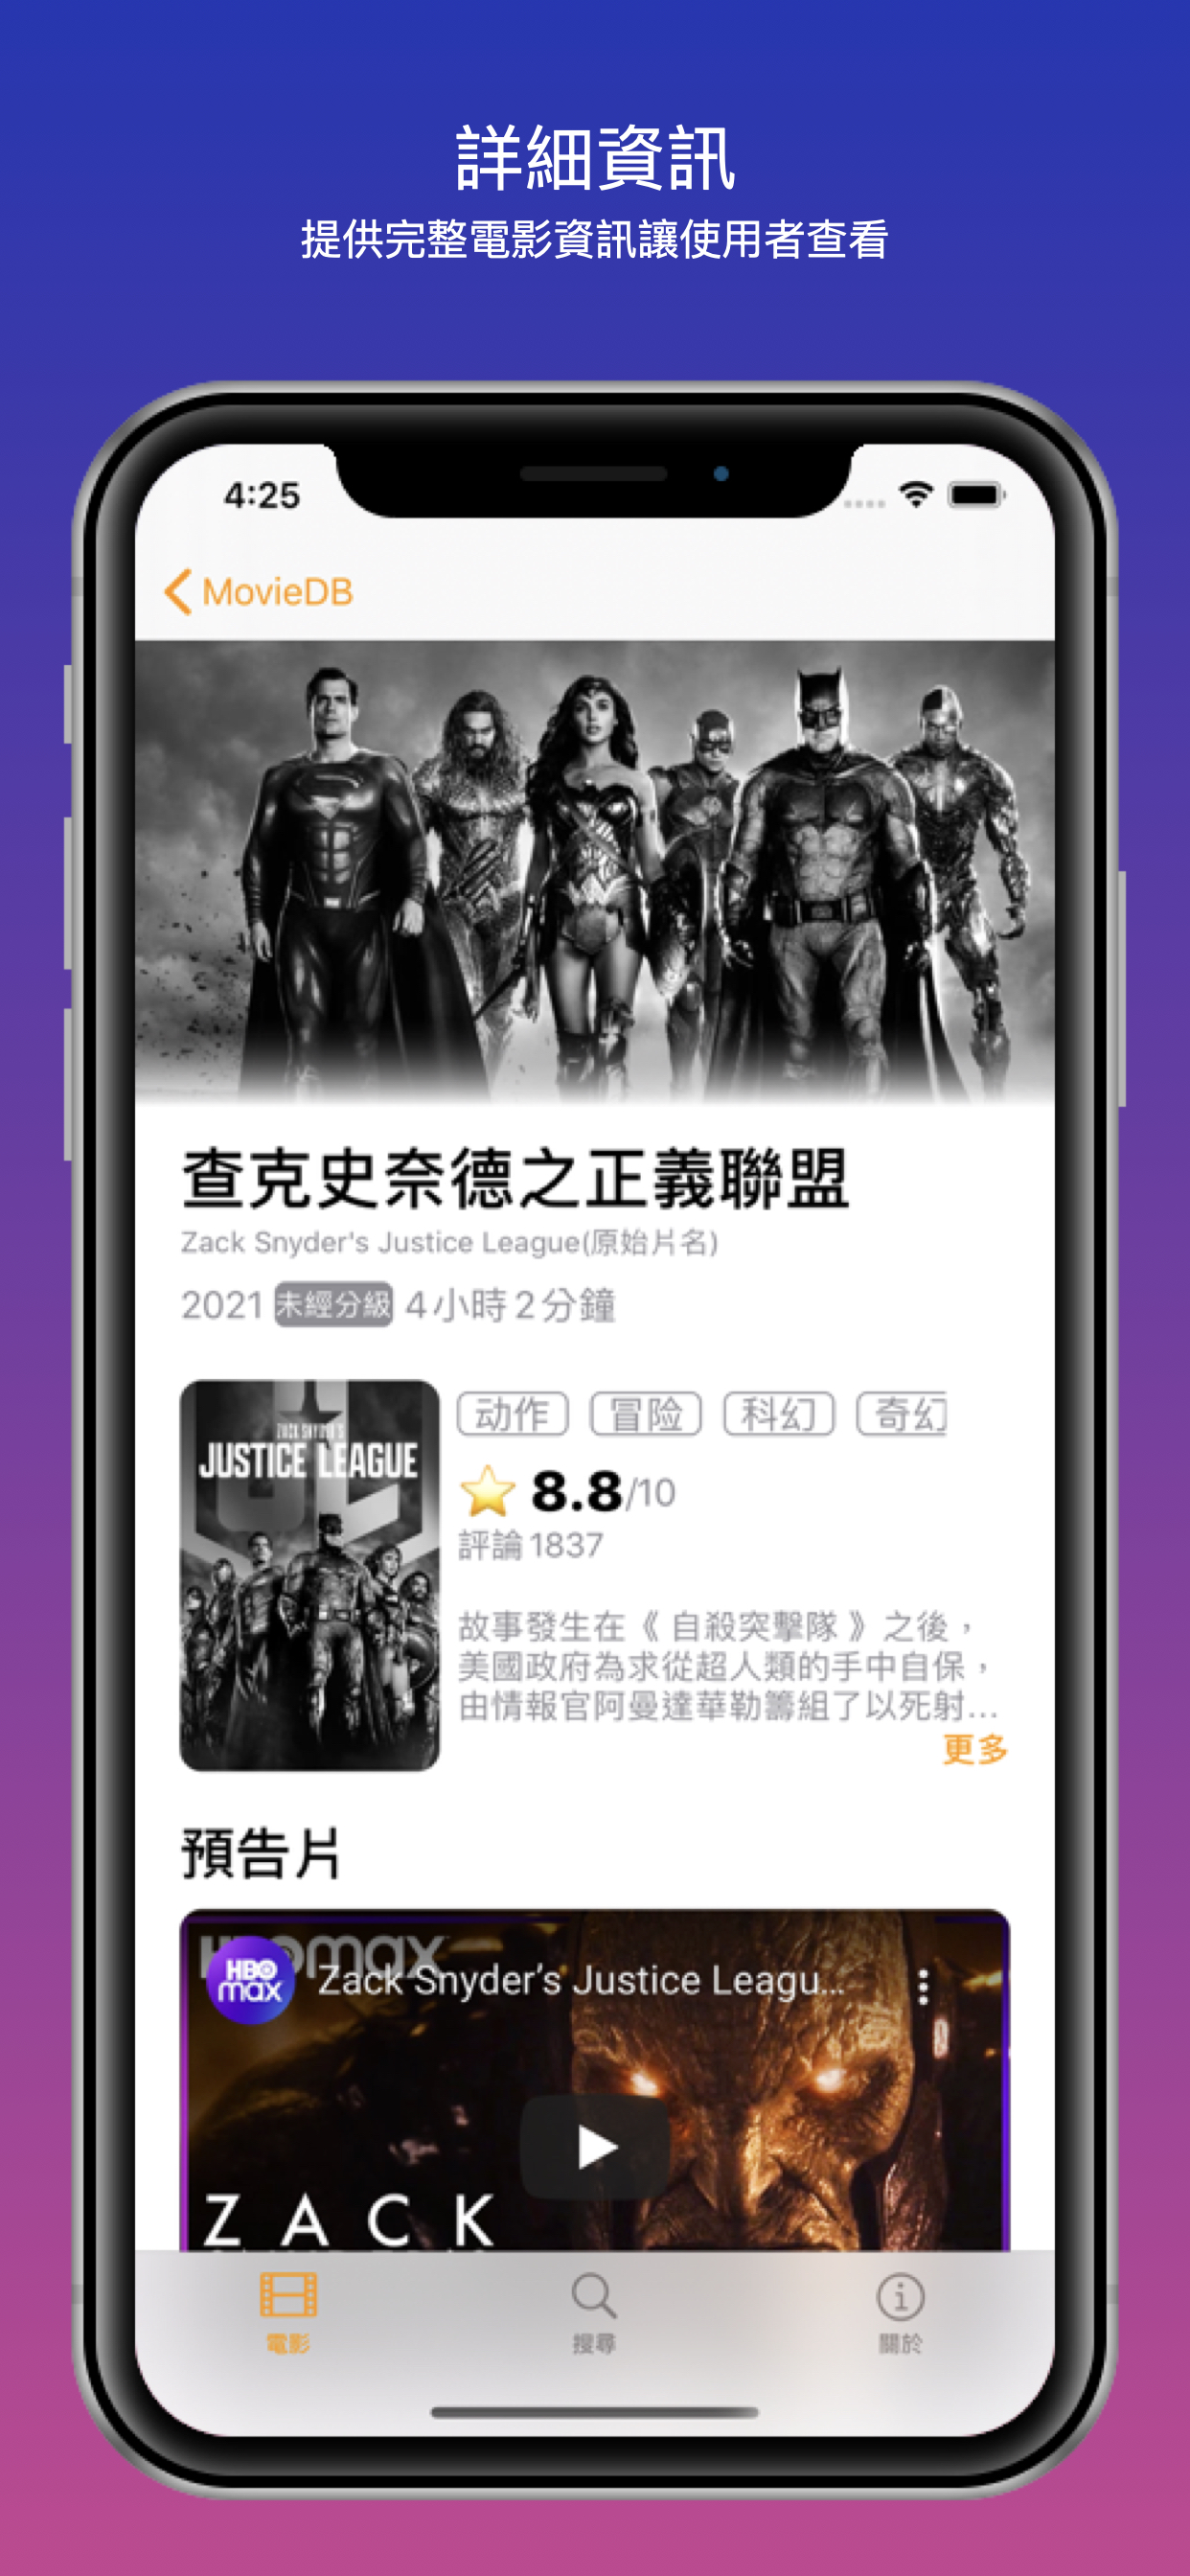 詳細資訊
提供完整電影資訊讓使用者查看
4:25
MovieDB
查克史奈德之正義聯盟
Zack Snyder's Justice League(原始片名)
2021 未經分級 4小時2分鐘
ZACK SNYDER'S
JUSTICE LEAGUE
动作 冒险 科幻 奇幻
8.8/10
評論1837
故事發生在《自殺突擊隊》之後，
美國政府為求從超人類的手中自保，
由情報官阿曼達華勒籌組了以死射...
更多
預告片
HBOmax
HBO
max
Zack Snyder's Justice Leagu...
ZACK
電影 搜尋 關於